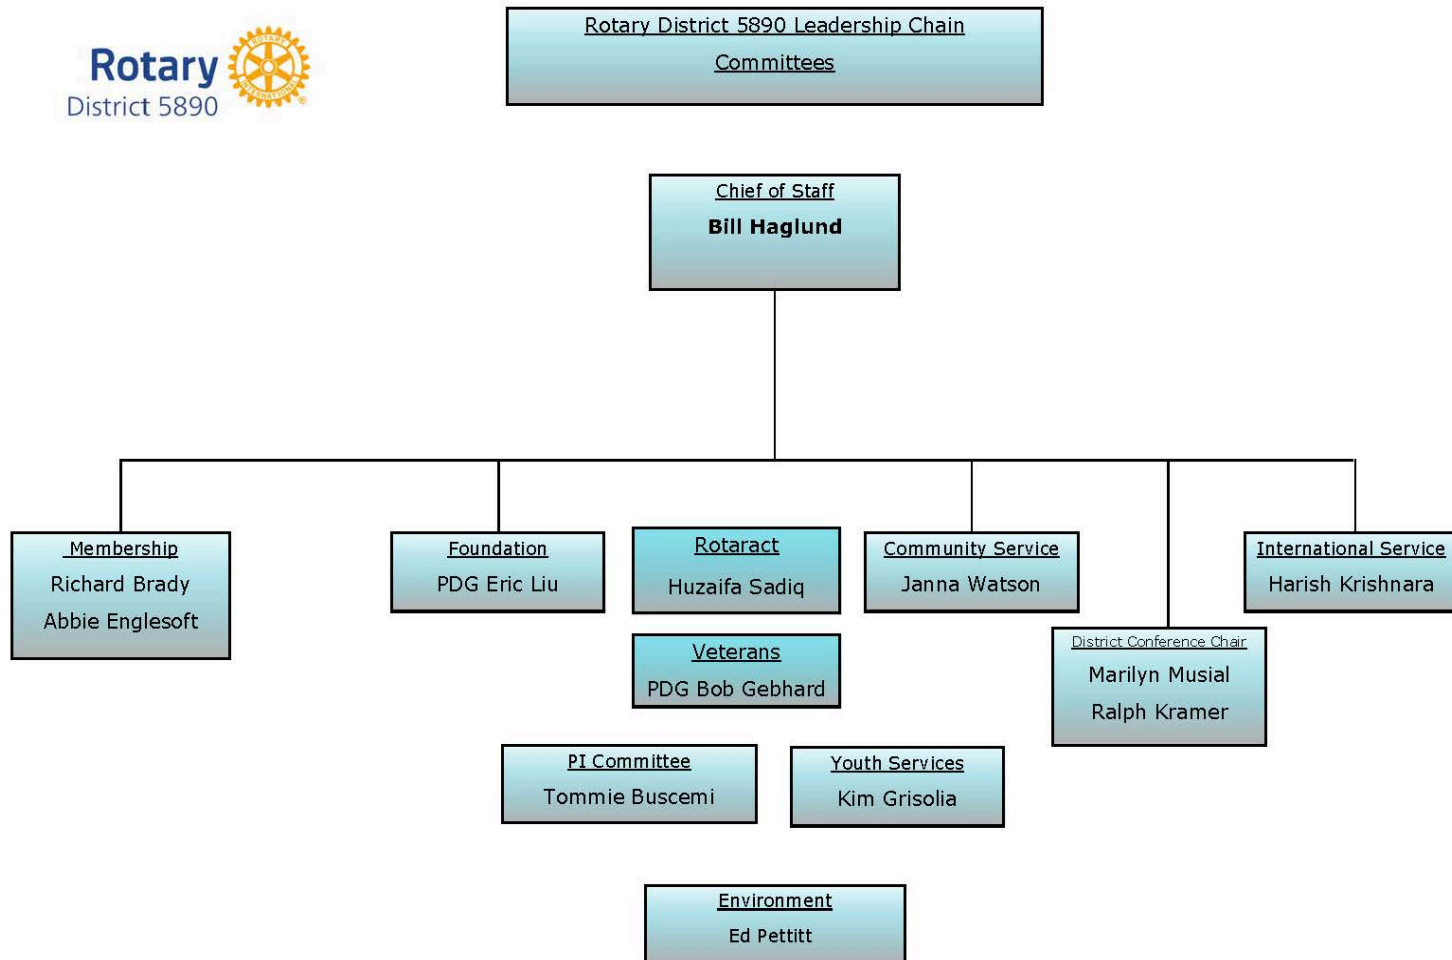 Rotary
District 5890
ROTARY
INTERNATIONAL
Rotary District 5890 Leadership Chain
Committees
Chief of Staff
Bill Haglund
Membership
Richard Brady
Abbie Englesoft
Foundation
PDG Eric Liu
Rotaract
Huzaifa Sadiq
Veterans
PDG Bob Gebhard
Community Service
Janna Watson
District Conference Chair
Marilyn Musial
Ralph Kramer
International Service
Harish Krishnara
PI Committee
Tommie Buscemi
Youth Services
Kim Grisolia
Environment
Ed Pettitt